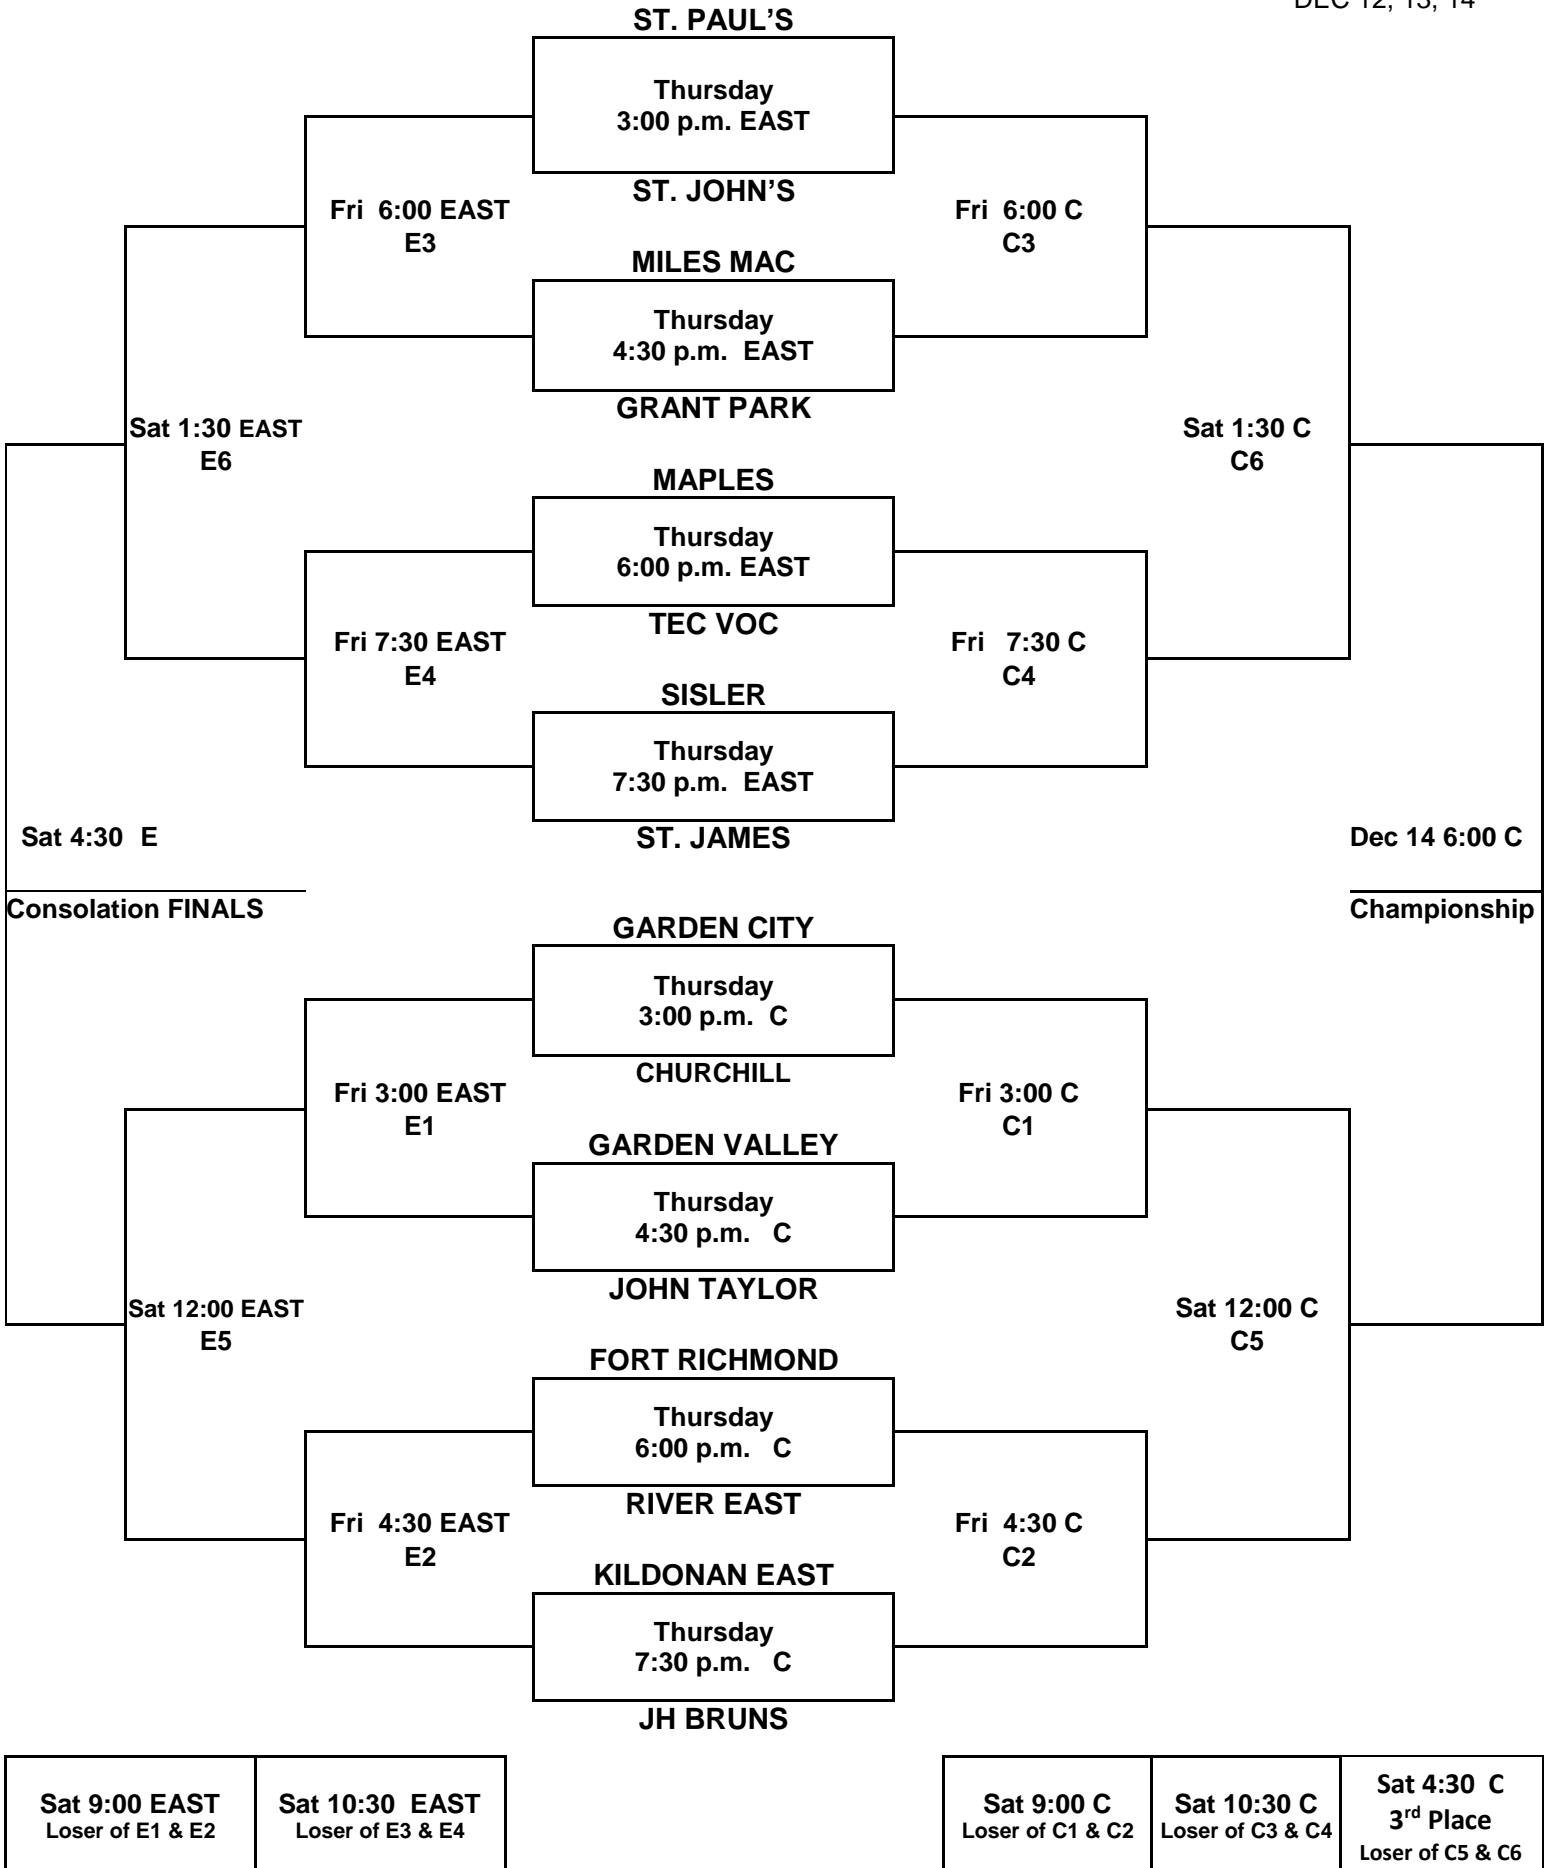 DEC 12, 13, 14
ST. PAUL'S
Thursday
3:00 p.m. EAST
ST. JOHN'S
Fri 6:00 EAST
E3
Fri 6:00 C
C3
MILES MAC
Thursday
4:30 p.m. EAST
GRANT PARK
Sat 1:30 EAST
E6
Sat 1:30 C
C6
MAPLES
Thursday
6:00 p.m. EAST
TEC VOC
Fri 7:30 EAST
E4
Fri 7:30 C
C4
SISLER
Thursday
7:30 p.m. EAST
ST. JAMES
Sat 4:30 E
Dec 14 6:00 C
Consolation FINALS
Championship
GARDEN CITY
Thursday
3:00 p.m. C
CHURCHILL
Fri 3:00 EAST
E1
Fri 3:00 C
C1
GARDEN VALLEY
Thursday
4:30 p.m. C
JOHN TAYLOR
Sat 12:00 EAST
E5
Sat 12:00 C
C5
FORT RICHMOND
Thursday
6:00 p.m. C
RIVER EAST
Fri 4:30 EAST
E2
Fri 4:30 C
C2
KILDONAN EAST
Thursday
7:30 p.m. C
JH BRUNS
Sat 9:00 EAST
Loser of E1 & E2
Sat 10:30 EAST
Loser of E3 & E4
Sat 9:00 C
Loser of C1 & C2
Sat 10:30 C
Loser of C3 & C4
Sat 4:30 C
3rd Place
Loser of C5 & C6